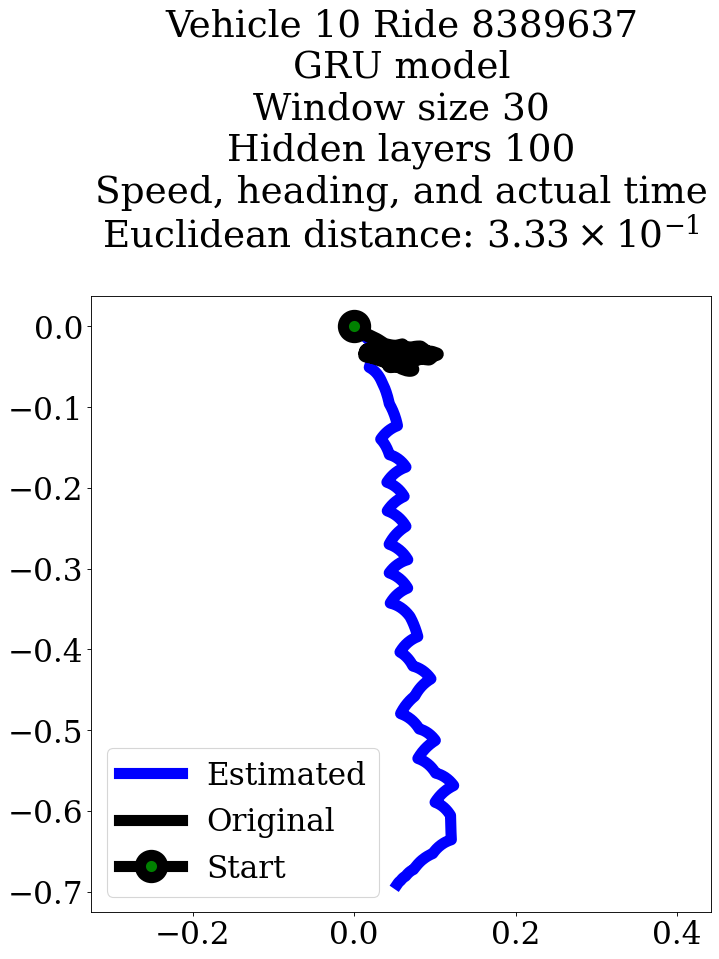 Vehicle 10 Ride 8389637
GRU model
Window size 30
Hidden layers 100
Speed, heading, and actual time
Euclidean distance: 3.33 × 10⁻¹
0.0
−0.1
−0.2
−0.3
−0.4
−0.5
−0.6
−0.7
Estimated
Original
Start
−0.2 0.0 0.2 0.4